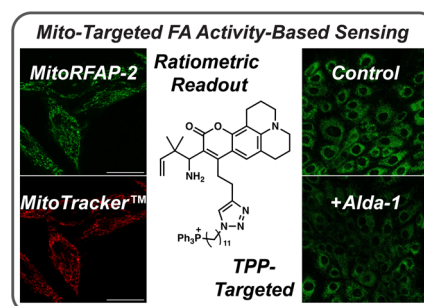 Mito-Targeted FA Activity-Based Sensing
MitoRFAP-2
Ratiometric
Readout
Control
O
O
N
NH₂
MitoTracker™
N
N
N
Ph₃P
+
11
TPP-
Targeted
+Alda-1